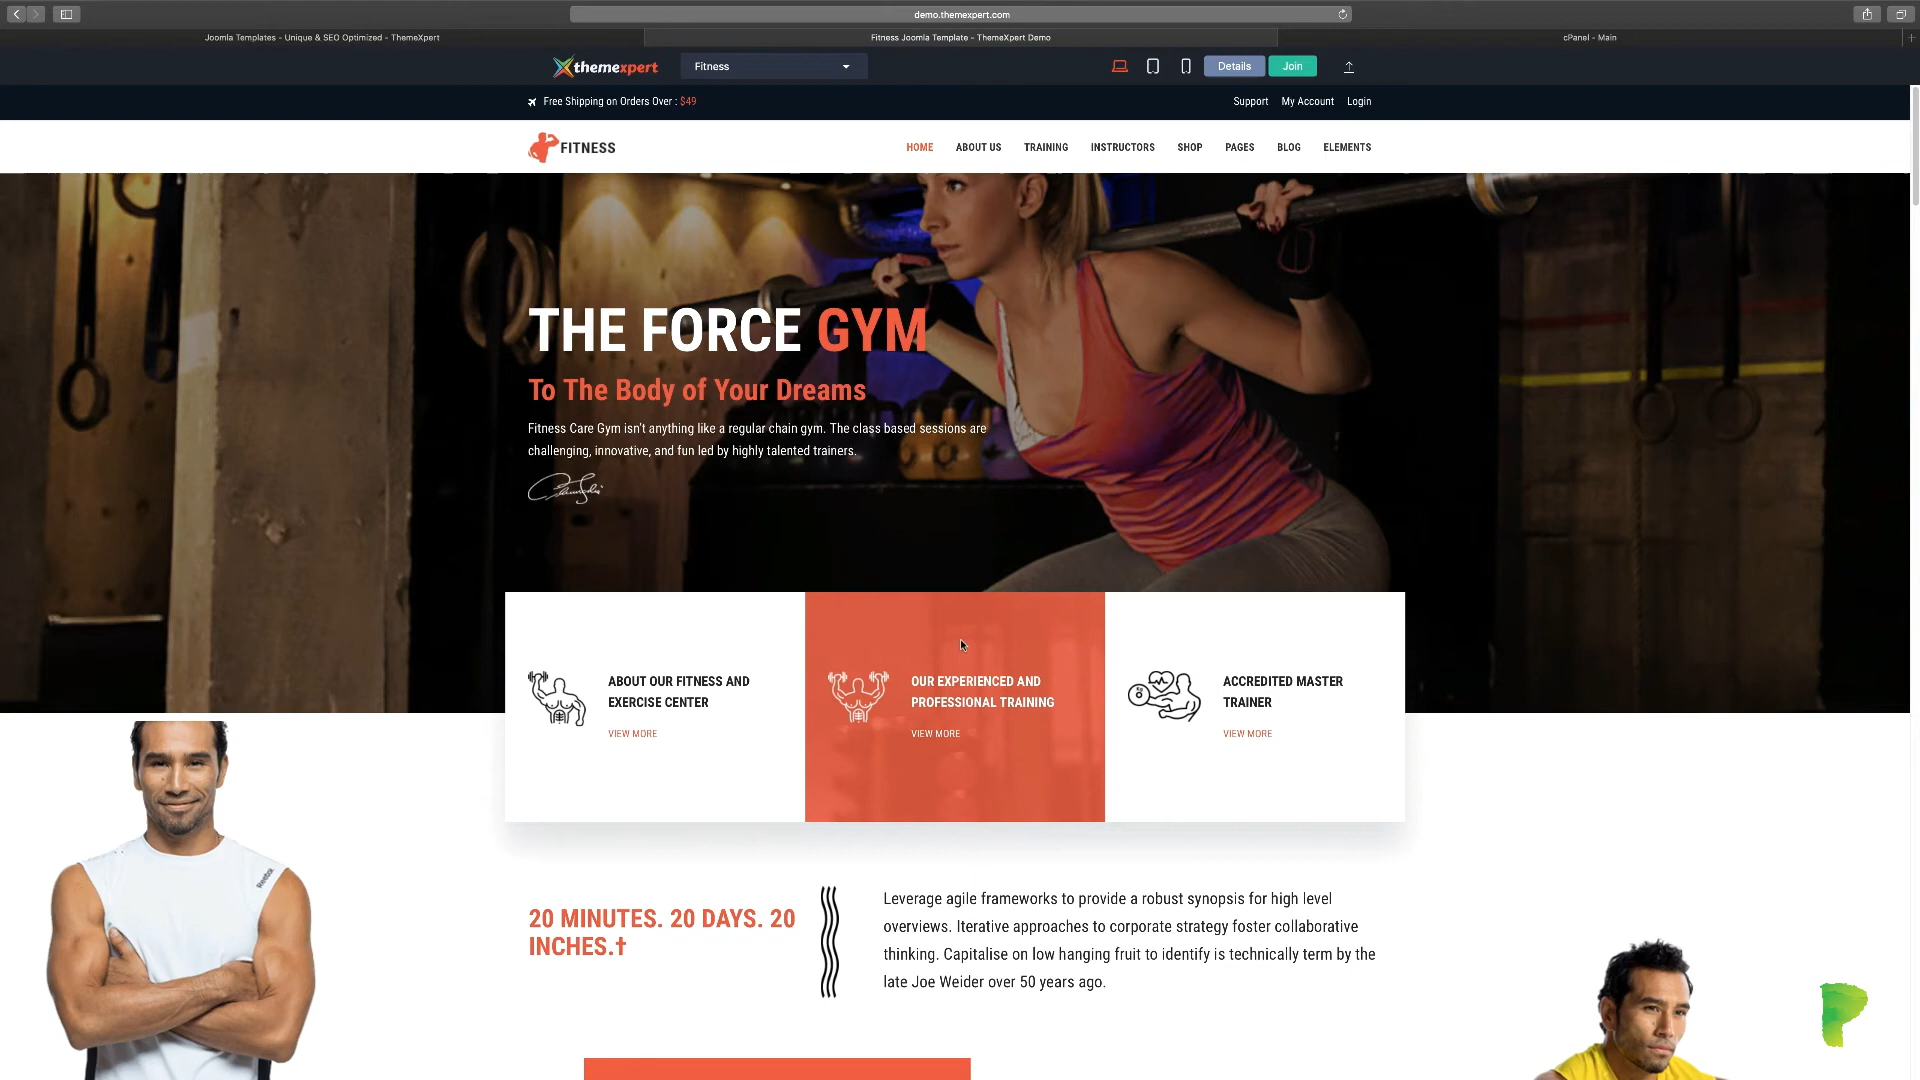 demo.themexpert.com
Joomla Templates - Unique & SEO Optimized - ThemeXpert
Fitness Joomla Template - ThemeXpert Demo
cPanel - Main
themexpert
Fitness
Details
Join
Free Shipping on Orders Over : $49
Support
My Account
Login
FITNESS
HOME
ABOUT US
TRAINING
INSTRUCTORS
SHOP
PAGES
BLOG
ELEMENTS
THE FORCE GYM
To The Body of Your Dreams
Fitness Care Gym isn't anything like a regular chain gym. The class based sessions are
challenging, innovative, and fun led by highly talented trainers.
ABOUT OUR FITNESS AND
EXERCISE CENTER
VIEW MORE
OUR EXPERIENCED AND
PROFESSIONAL TRAINING
VIEW MORE
ACCREDITED MASTER
TRAINER
VIEW MORE
Reebok
20 MINUTES. 20 DAYS. 20
INCHES.†
Leverage agile frameworks to provide a robust synopsis for high level
overviews. Iterative approaches to corporate strategy foster collaborative
thinking. Capitalise on low hanging fruit to identify is technically term by the
late Joe Weider over 50 years ago.